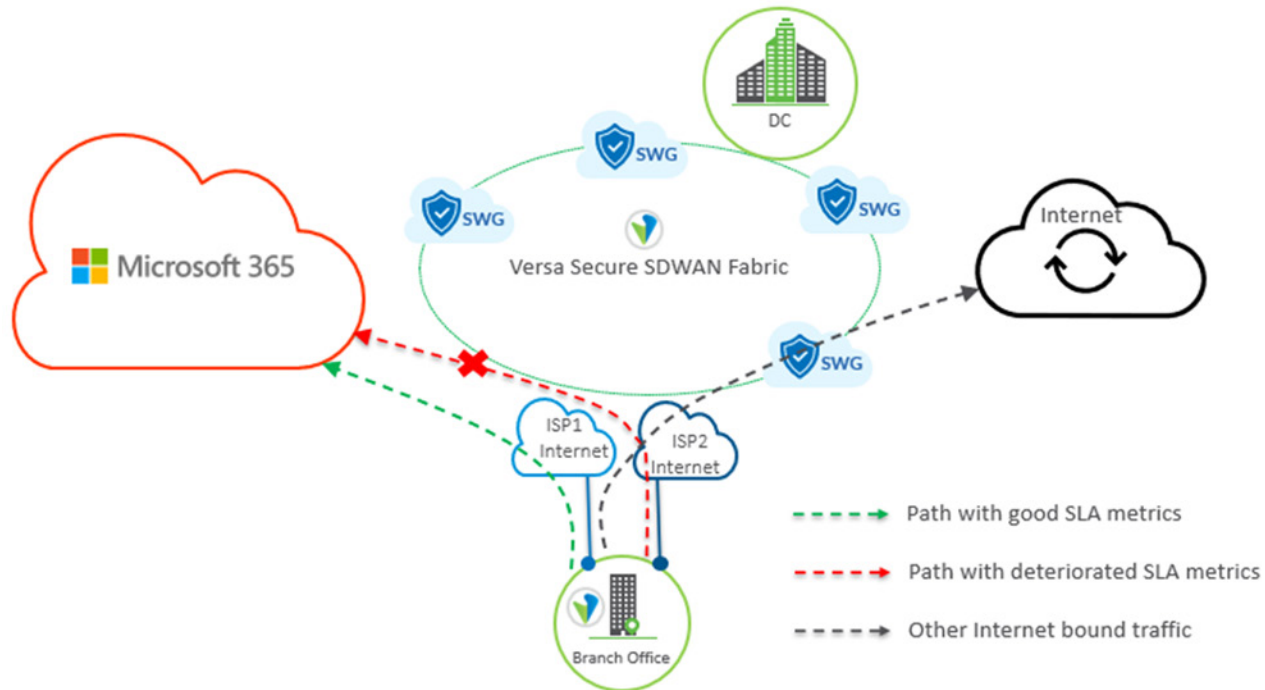 DC
SWG
SWG
SWG
Internet
Microsoft 365
Versa Secure SDWAN Fabric
SWG
ISP1
Internet
ISP2
Internet
Path with good SLA metrics
Path with deteriorated SLA metrics
Other Internet bound traffic
Branch Office